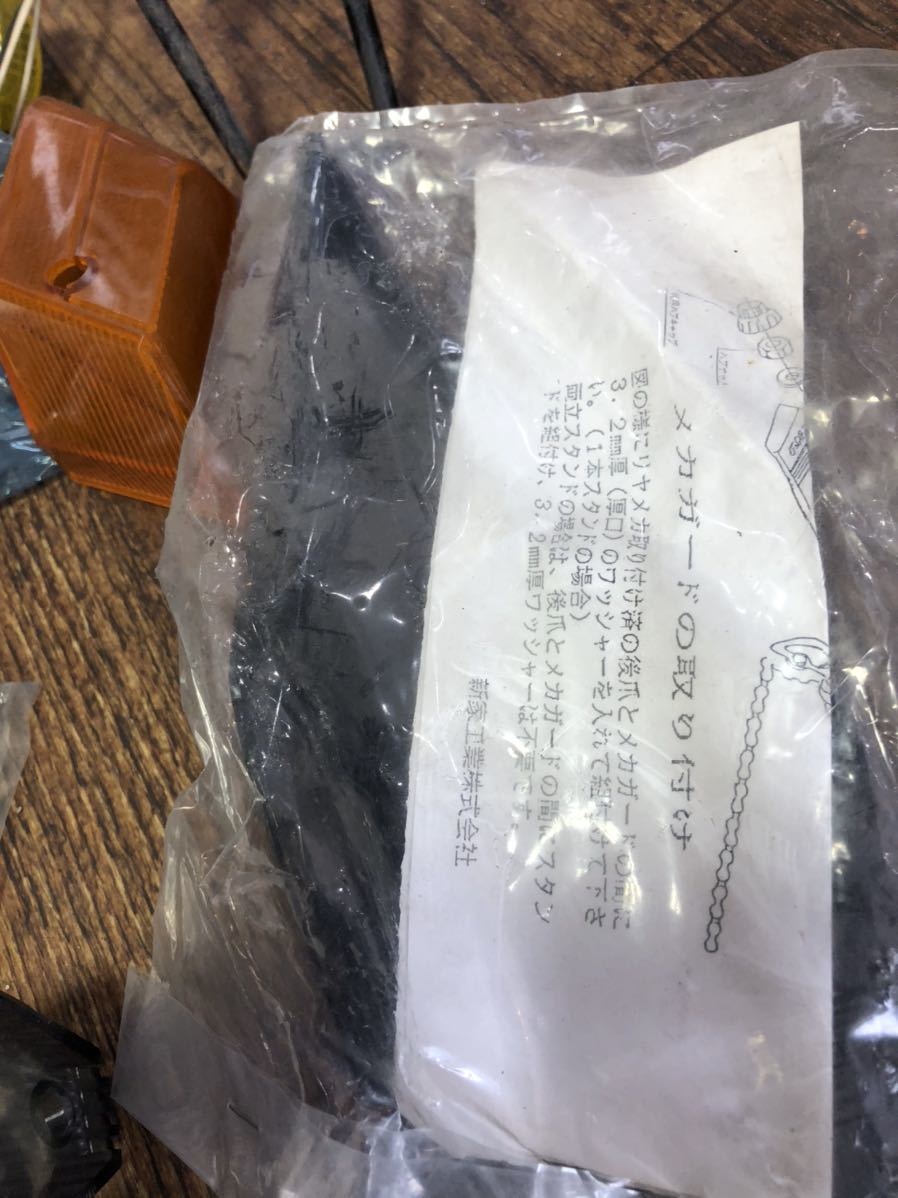 メカガードの取り付け
図の様にリヤメカ取り付け済の後爪とメカガードの間に
3.2㎜厚(厚口)のワッシャーを入れて組付けて下さ
い。(1本スタンドの場合)
両立スタンドの場合は、後爪とメカガードの間にスタン
ドを組付け、3.2㎜厚ワッシャーは不要です。
新家工業株式会社